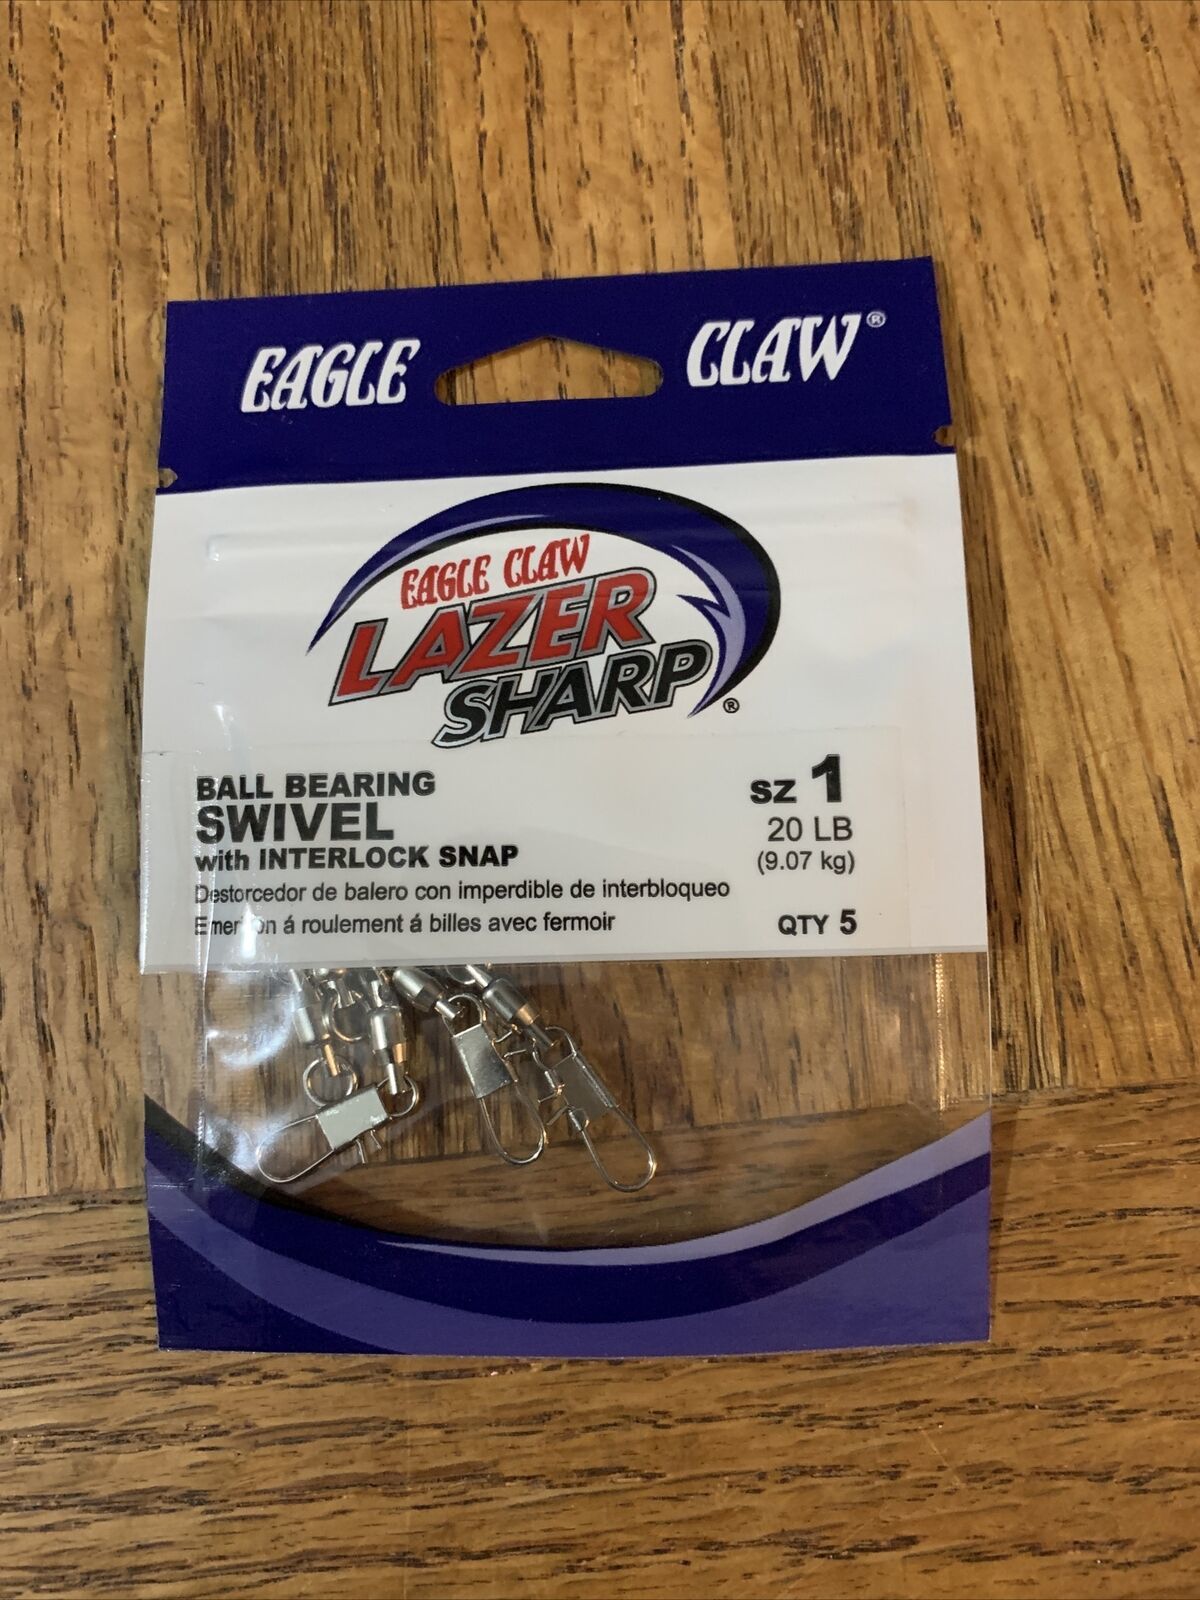 EAGLE CLAW®
EAGLE CLAW
LAZER
SHARP®
BALL BEARING
SWIVEL
with INTERLOCK SNAP
Destorcedor de balero con imperdible de interbloqueo
á roulement á billes avec fermoir
SZ 1
20 LB
(9.07 kg)
QTY 5